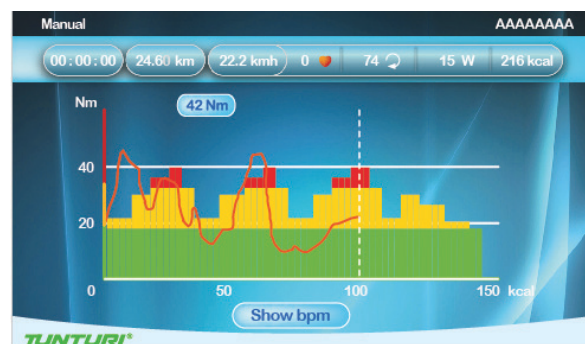 Manual AAAAAAAA
00:00:00 24.60 km 22.2 kmh 0 74 15 W 216 kcal
Nm 42 Nm
40
20
0 50 100 150 kcal
Show bpm
TUNTURI®